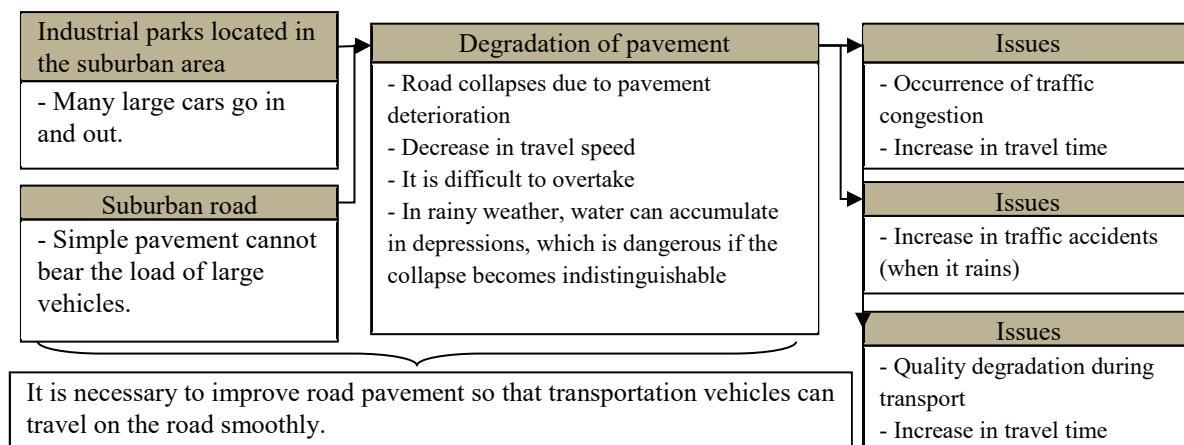 Industrial parks located in
the suburban area
- Many large cars go in
and out.
Suburban road
- Simple pavement cannot
bear the load of large
vehicles.
Degradation of pavement
- Road collapses due to pavement
deterioration
- Decrease in travel speed
- It is difficult to overtake
- In rainy weather, water can accumulate
in depressions, which is dangerous if the
collapse becomes indistinguishable
Issues
- Occurrence of traffic
congestion
- Increase in travel time
Issues
- Increase in traffic accidents
(when it rains)
Issues
- Quality degradation during
transport
- Increase in travel time
It is necessary to improve road pavement so that transportation vehicles can
travel on the road smoothly.